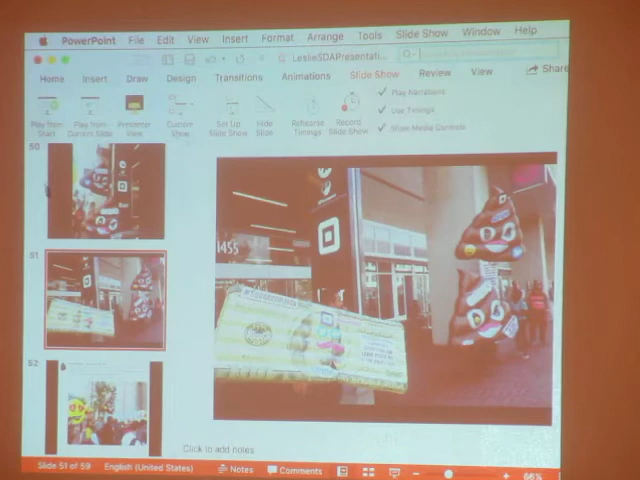 PowerPoint File Edit View Insert Format Arrange Tools Slide Show Window Help
LeslieSDAPresentati...
Home Insert Draw Design Transitions Animations Slide Show Review View Share
Play from Start
Play from Current Slide
Presenter View
Custom Show
Set Up Slide Show
Hide Slide
Rehearse Timings
Record Slide Show
Play Narrations
Use Timings
Show Media Controls
50
51
52
1455
Click to add notes
Slide 51 of 59 English (United States) Notes Comments 66%